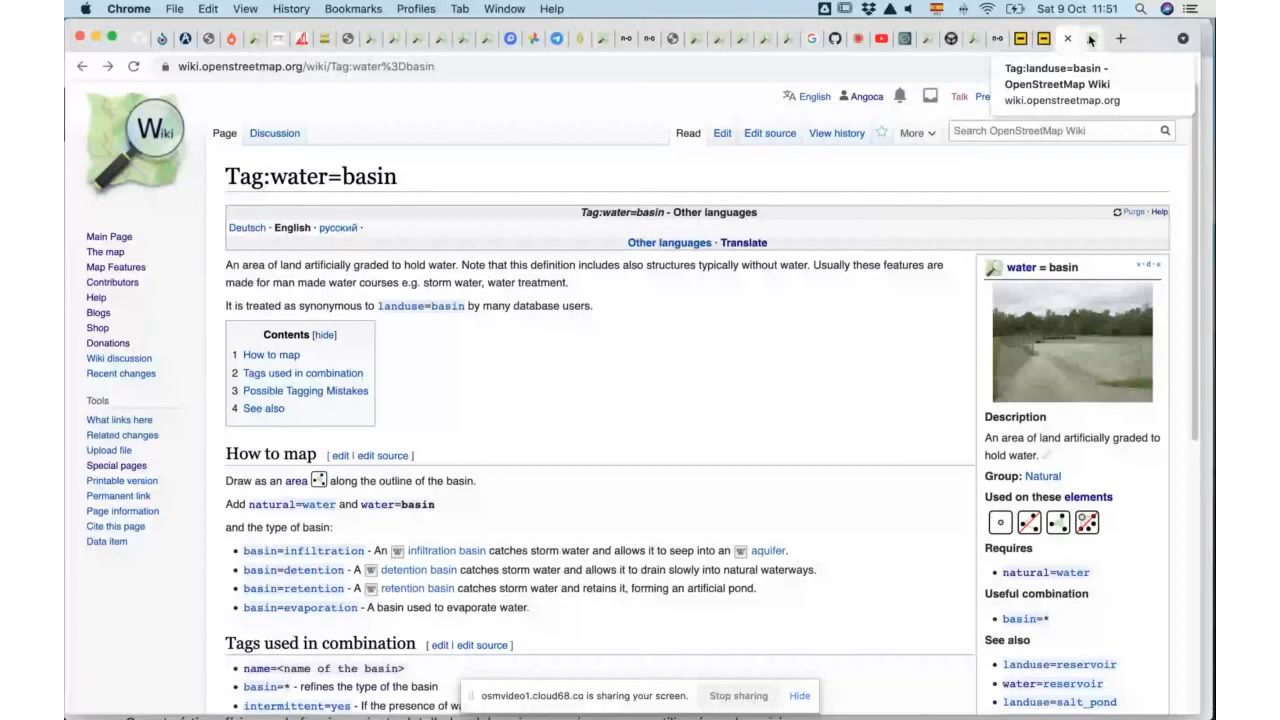 Chrome File Edit View History Bookmarks Profiles Tab Window Help
Sat 9 Oct 11:51
wiki.openstreetmap.org/wiki/Tag:water%3Dbasin
Tag:landuse=basin -
OpenStreetMap Wiki
wiki.openstreetmap.org
Wiki
English Angoca Talk Pre
Page Discussion Read Edit Edit source View history More Search OpenStreetMap Wiki
Tag:water=basin
Tag:water=basin - Other languages
Purge · Help
Deutsch · English · русский ·
Other languages · Translate
An area of land artificially graded to hold water. Note that this definition includes also structures typically without water. Usually these features are
made for man made water courses e.g. storm water, water treatment.
It is treated as synonymous to landuse=basin by many database users.
Contents [hide]
1 How to map
2 Tags used in combination
3 Possible Tagging Mistakes
4 See also
How to map [ edit | edit source ]
Draw as an area along the outline of the basin.
Add natural=water and water=basin
and the type of basin:
• basin=infiltration - An W infiltration basin catches storm water and allows it to seep into an W aquifer.
• basin=detention - A W detention basin catches storm water and allows it to drain slowly into natural waterways.
• basin=retention - A W retention basin catches storm water and retains it, forming an artificial pond.
• basin=evaporation - A basin used to evaporate water.
Tags used in combination [ edit | edit source ]
• name=<name of the basin>
• basin=* - refines the type of the basin
• intermittent=yes - If the presence of wa
Main Page
The map
Map Features
Contributors
Help
Blogs
Shop
Donations
Wiki discussion
Recent changes
Tools
What links here
Related changes
Upload file
Special pages
Printable version
Permanent link
Page information
Cite this page
Data item
water = basin
v · d · e
Description
An area of land artificially graded to
hold water.
Group: Natural
Used on these elements
Requires
• natural=water
Useful combination
• basin=*
See also
• landuse=reservoir
• water=reservoir
• landuse=salt_pond
osmvideo1.cloud68.co is sharing your screen. Stop sharing Hide